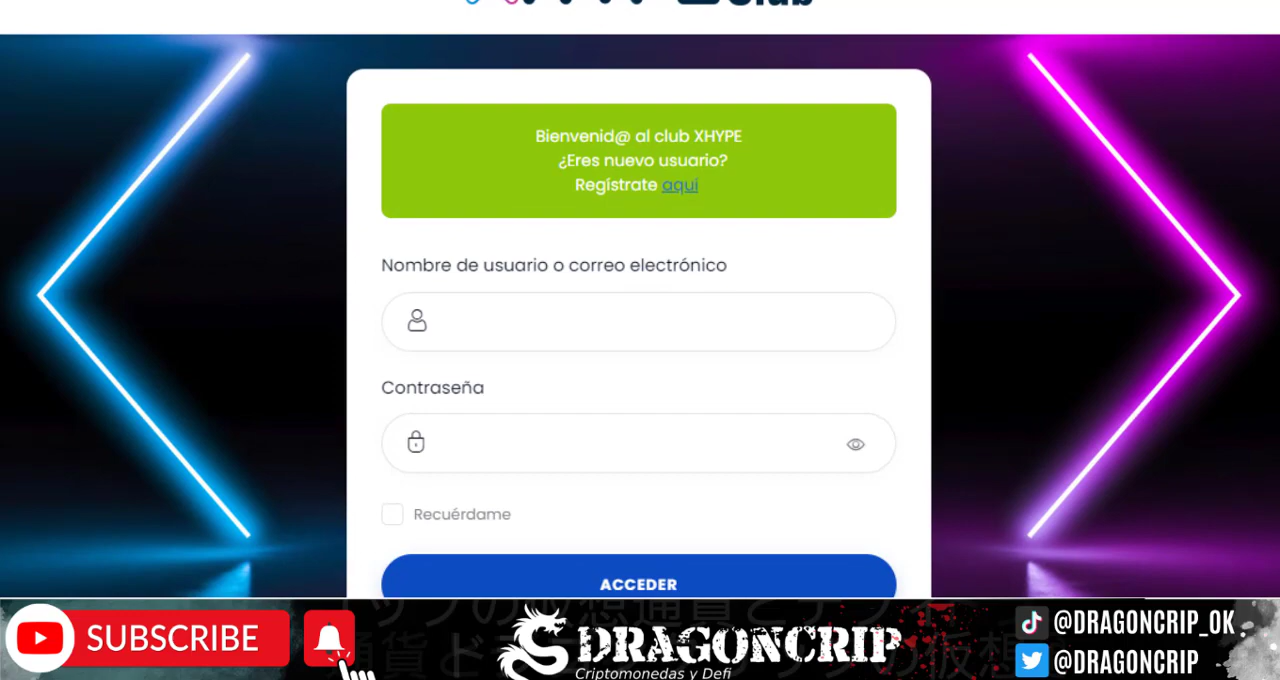 Club
Bienvenid@ al club XHYPE
¿Eres nuevo usuario?
Regístrate aquí
Nombre de usuario o correo electrónico
Contraseña
Recuérdame
ACCEDER
SUBSCRIBE
DRAGONCRIP
Criptomonedas y Defi
@DRAGONCRIP_OK
@DRAGONCRIP